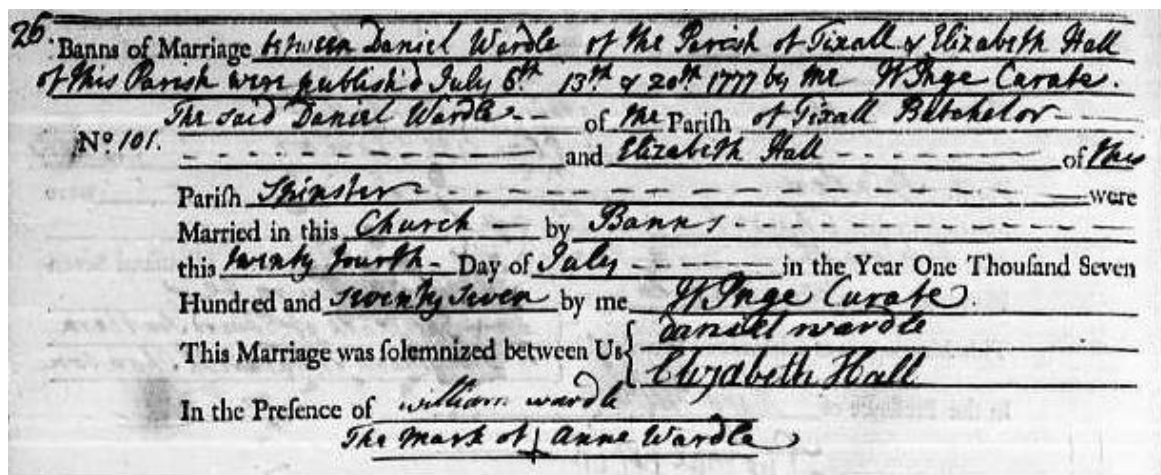 26
Banns of Marriage between Daniel Wardle of the Parish of Tixall & Elizabeth Hall
of this Parish were publish'd July 6th 13th & 20th 1777 by me W Inge Curate.
The said Daniel Wardle -- of the Pariſh of Tixall Batchelor
No 101. and Elizabeth Hall of this
Pariſh Spinster were
Married in this Church by Banns
this twenty fourth Day of July in the Year One Thouſand Seven
Hundred and seventy seven by me W Inge Curate.
This Marriage was ſolemnized between Us { daniel wardle
Elizabeth Hall
In the Preſence of william wardle
The mark of + Anne Wardle